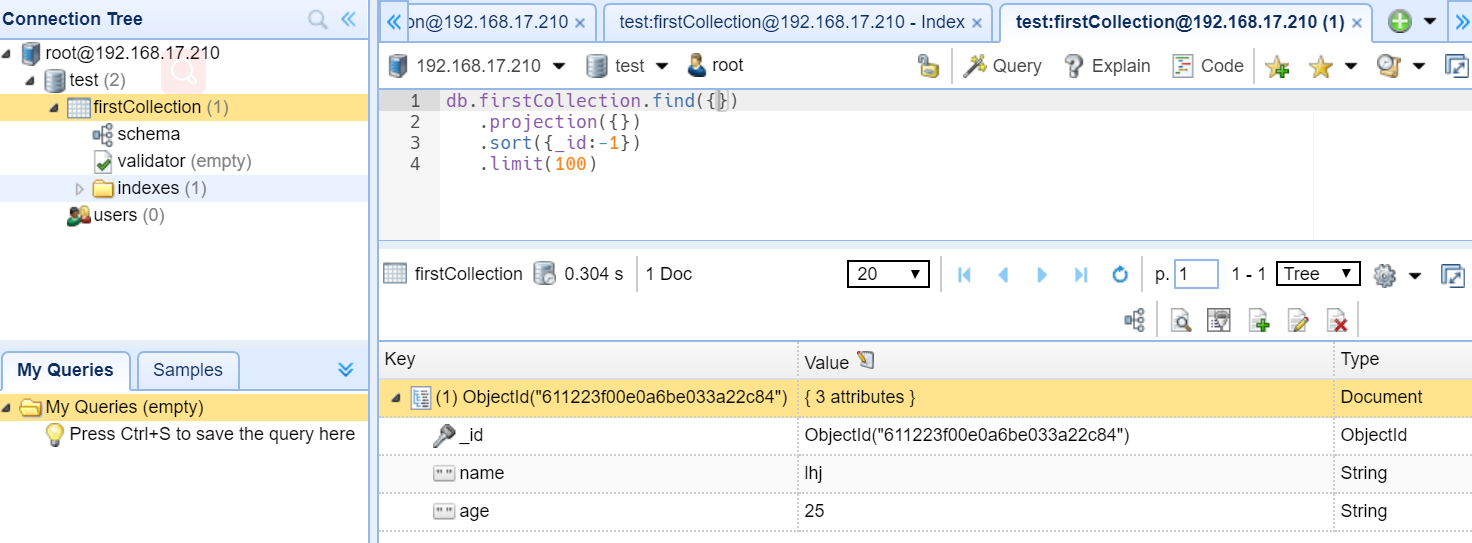 Connection Tree
root@192.168.17.210
test (2)
firstCollection (1)
schema
validator (empty)
indexes (1)
users (0)
My Queries Samples
My Queries (empty)
Press Ctrl+S to save the query here
on@192.168.17.210 × test:firstCollection@192.168.17.210 - Index × test:firstCollection@192.168.17.210 (1) ×
192.168.17.210 test root Query Explain Code
1 db.firstCollection.find({})
2 .projection({})
3 .sort({_id:-1})
4 .limit(100)
firstCollection 0.304 s 1 Doc 20 p. 1 1 - 1 Tree
Key Value Type
(1) ObjectId("611223f00e0a6be033a22c84") { 3 attributes } Document
_id ObjectId("611223f00e0a6be033a22c84") ObjectId
name lhj String
age 25 String